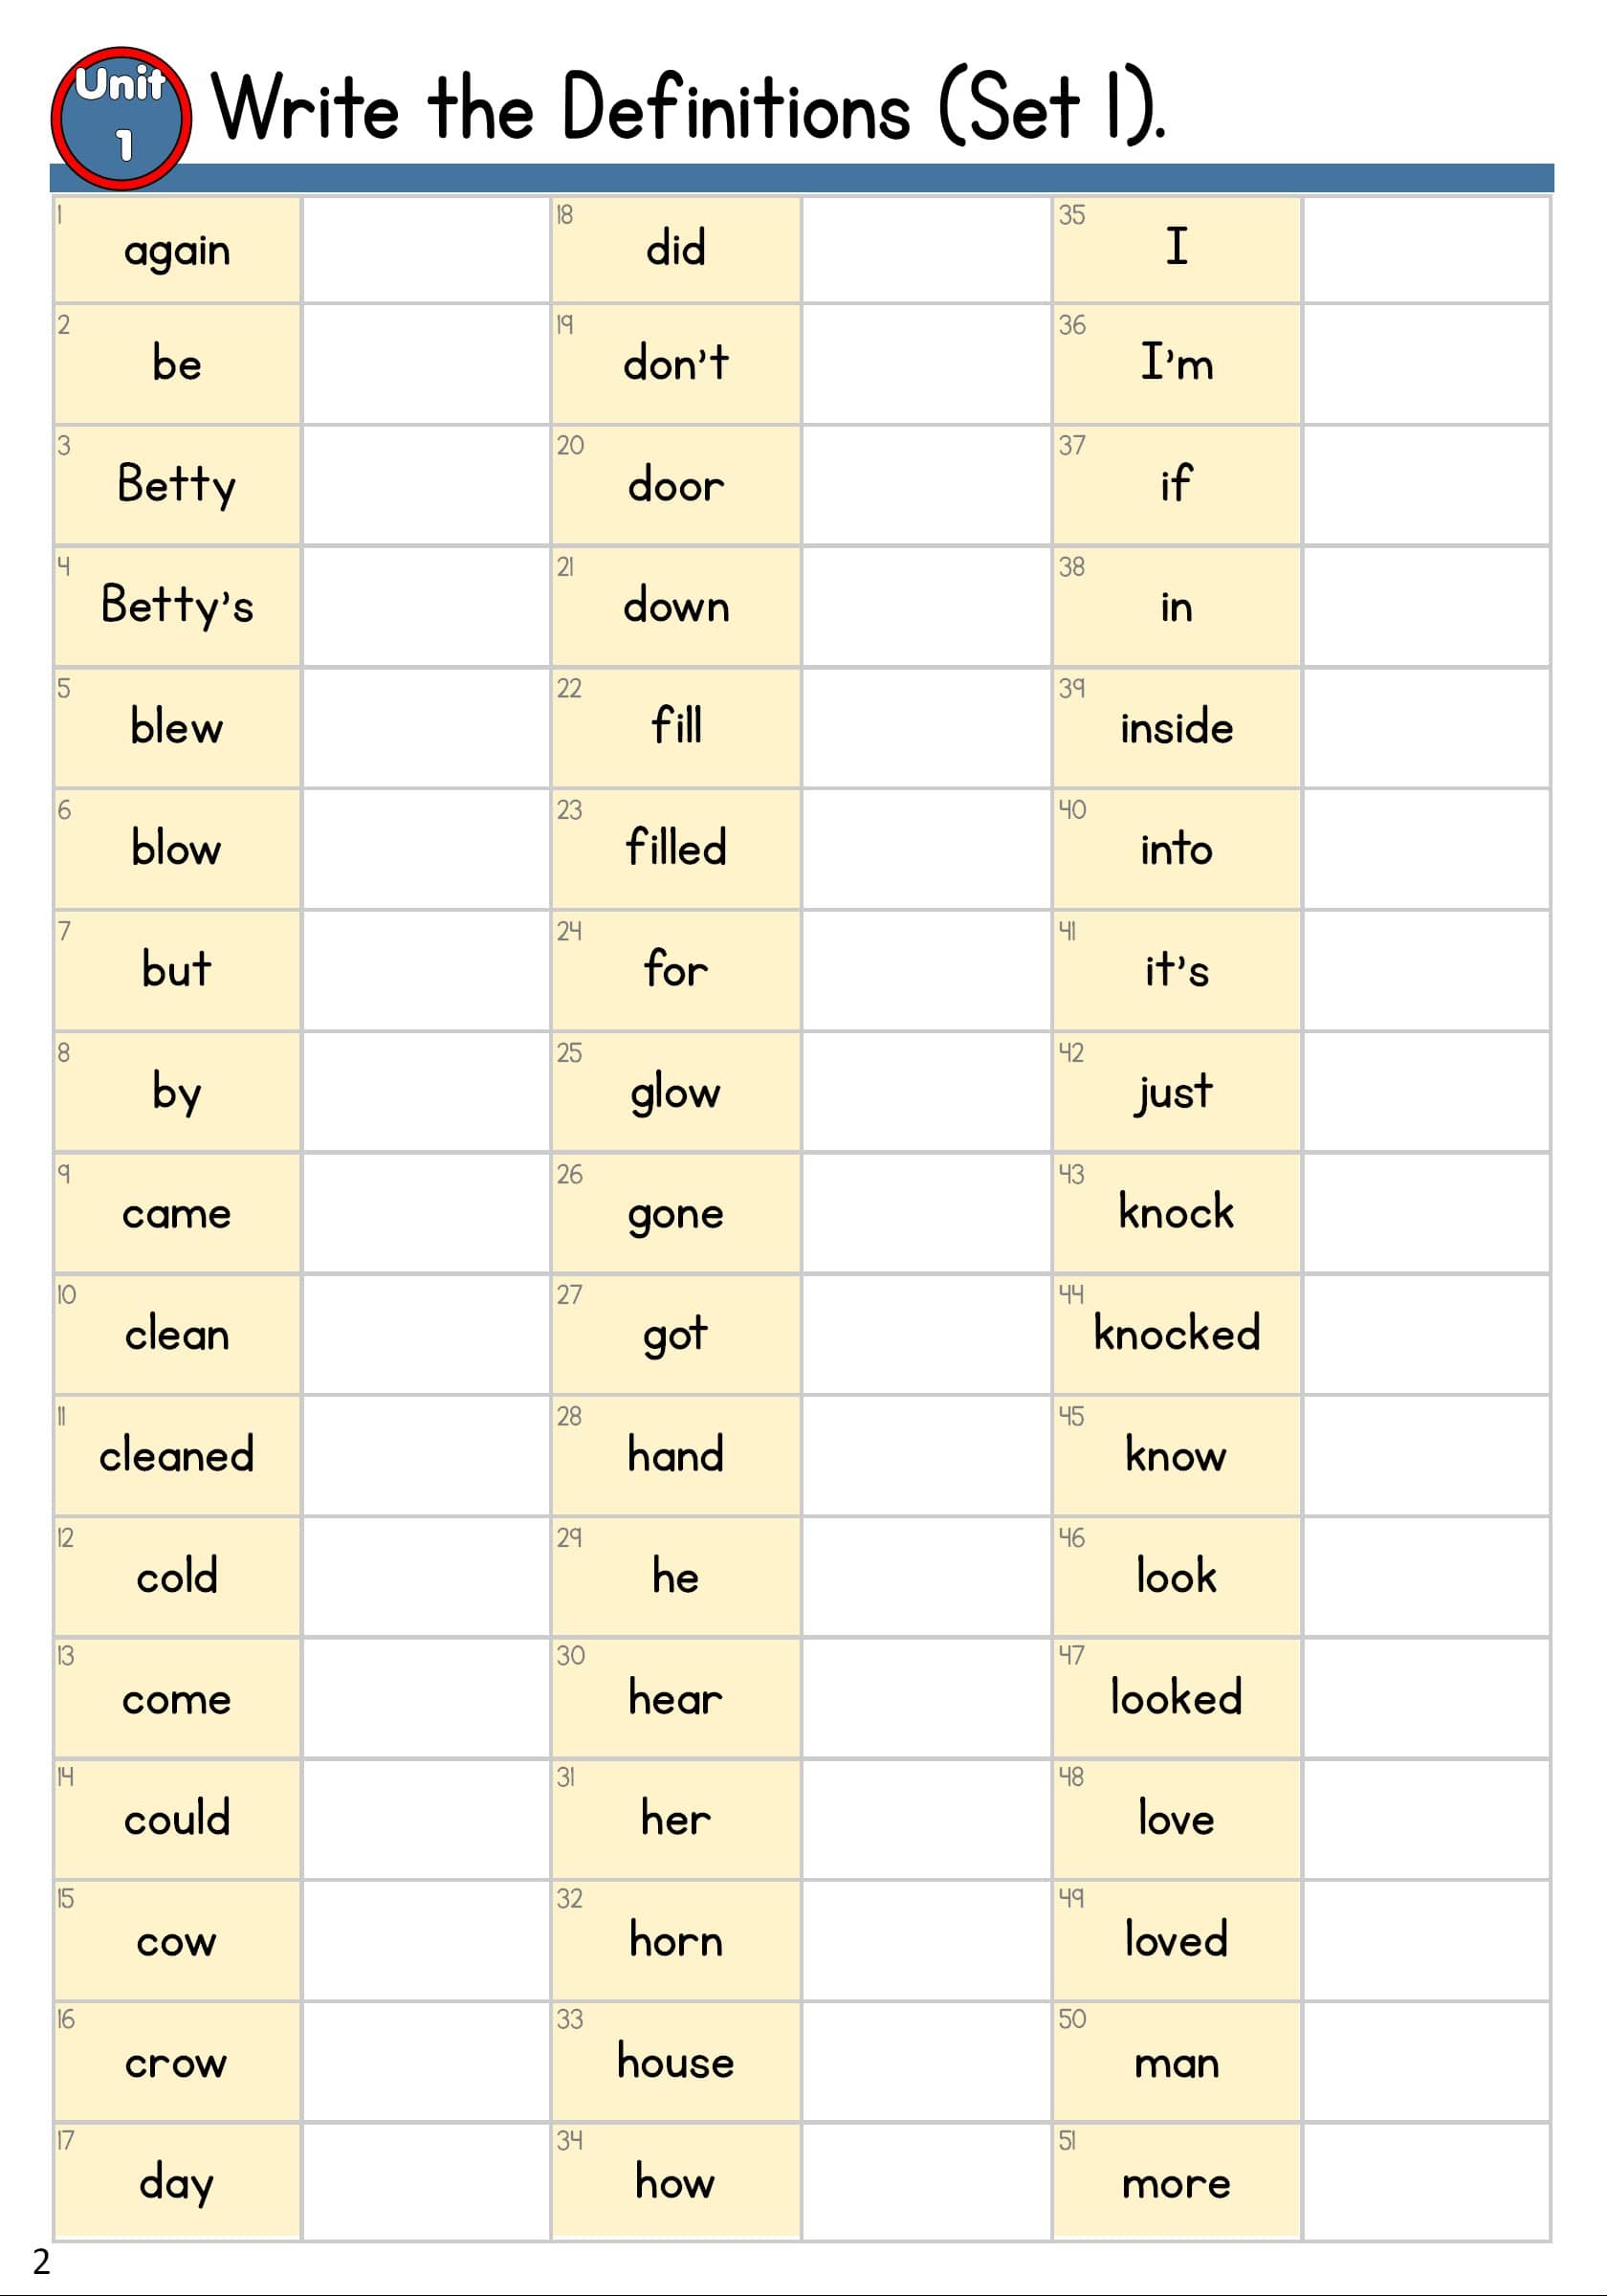 Unit
1
Write the Definitions (Set 1).
1 again
18 did
35 I
2 be
19 don't
36 I'm
3 Betty
20 door
37 if
4 Betty's
21 down
38 in
5 blew
22 fill
39 inside
6 blow
23 filled
40 into
7 but
24 for
41 it's
8 by
25 glow
42 just
9 came
26 gone
43 knock
10 clean
27 got
44 knocked
11 cleaned
28 hand
45 know
12 cold
29 he
46 look
13 come
30 hear
47 looked
14 could
31 her
48 love
15 cow
32 horn
49 loved
16 crow
33 house
50 man
17 day
34 how
51 more
2